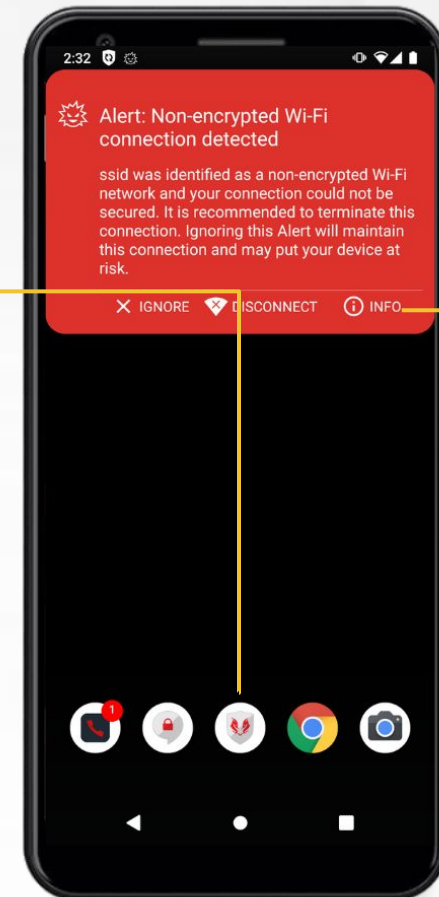 2:32
Alert: Non-encrypted Wi-Fi
connection detected
ssid was identified as a non-encrypted Wi-Fi
network and your connection could not be
secured. It is recommended to terminate this
connection. Ignoring this Alert will maintain
this connection and may put your device at
risk.
IGNORE DISCONNECT INFO
1